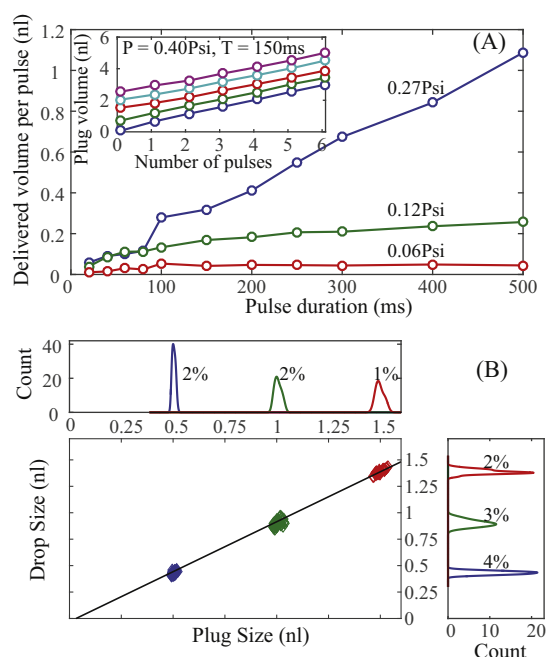 (A)
Delivered volume per pulse (nl)
1.2
1
0.8
0.6
0.4
0.2
0
P = 0.40Psi, T = 150ms
Plug volume (nl)
6
4
2
0
0 1 2 3 4 5 6
Number of pulses
0.27Psi
0.12Psi
0.06Psi
100 200 300 400 500
Pulse duration (ms)
(B)
Count
40
20
0
2% 2% 1%
0 0.25 0.5 0.75 1 1.25 1.5
Drop Size (nl)
1.5
1.25
1
0.75
0.5
0.25
0
Plug Size (nl)
2%
3%
4%
0 10 20
Count